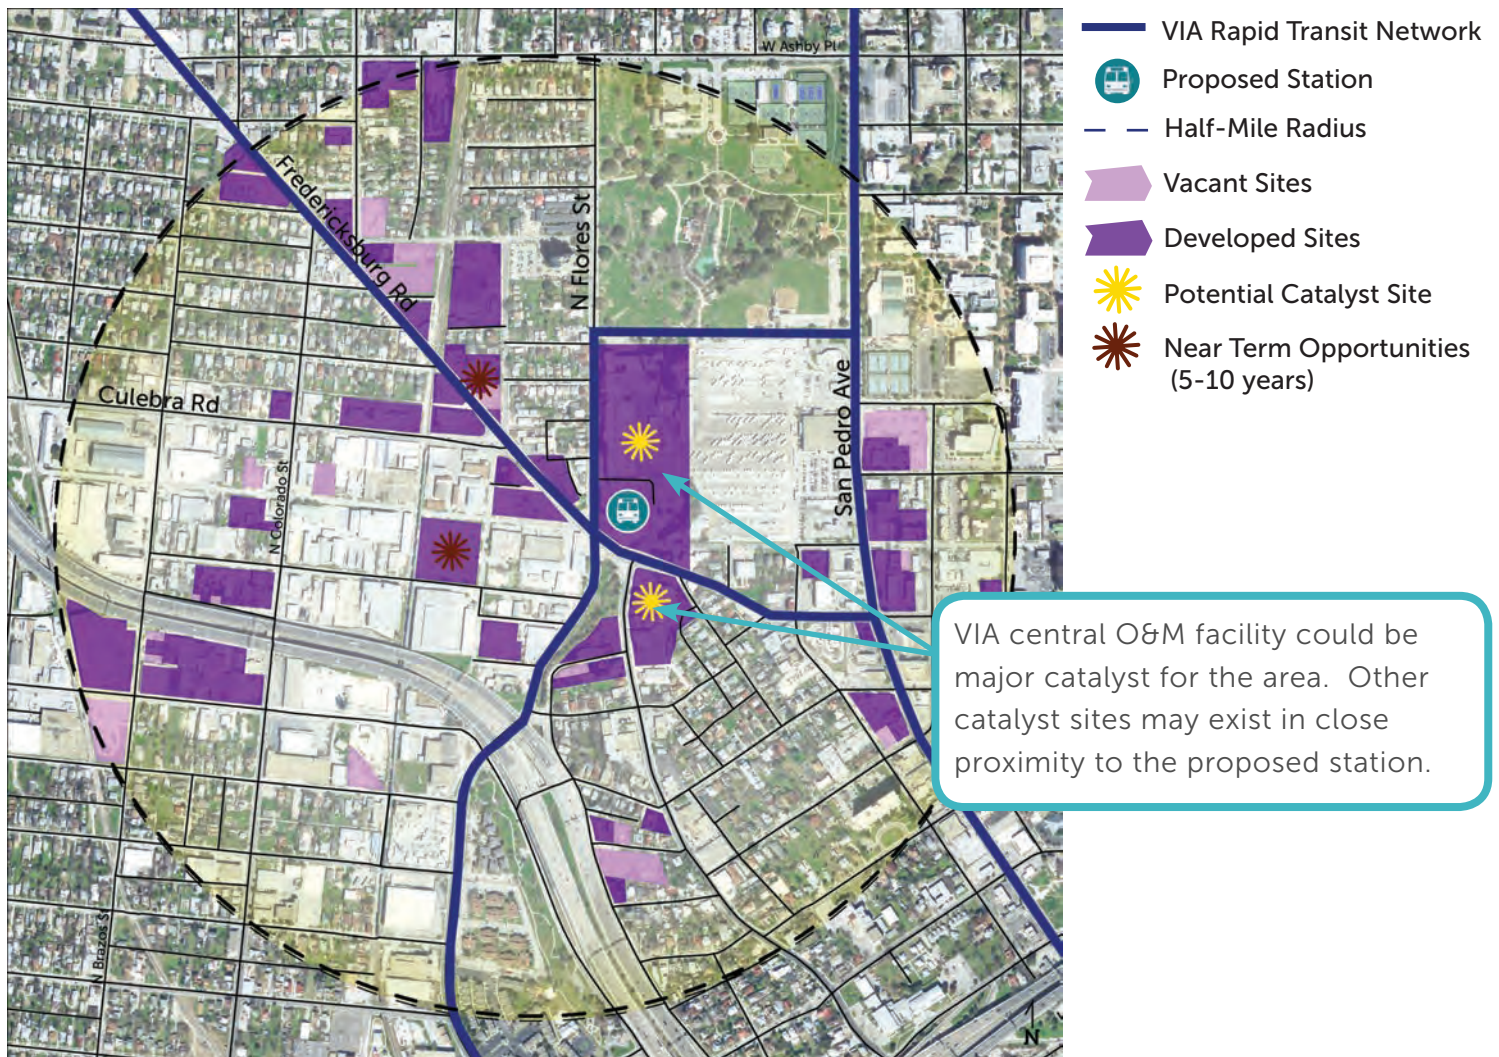 W Ashby Pl
Fredericksburg Rd
N Flores St
Culebra Rd
San Pedro Ave
N Colorado St
N Brazos St
N
VIA Rapid Transit Network
Proposed Station
Half-Mile Radius
Vacant Sites
Developed Sites
Potential Catalyst Site
Near Term Opportunities
(5-10 years)
VIA central O&M facility could be
major catalyst for the area.  Other
catalyst sites may exist in close
proximity to the proposed station.